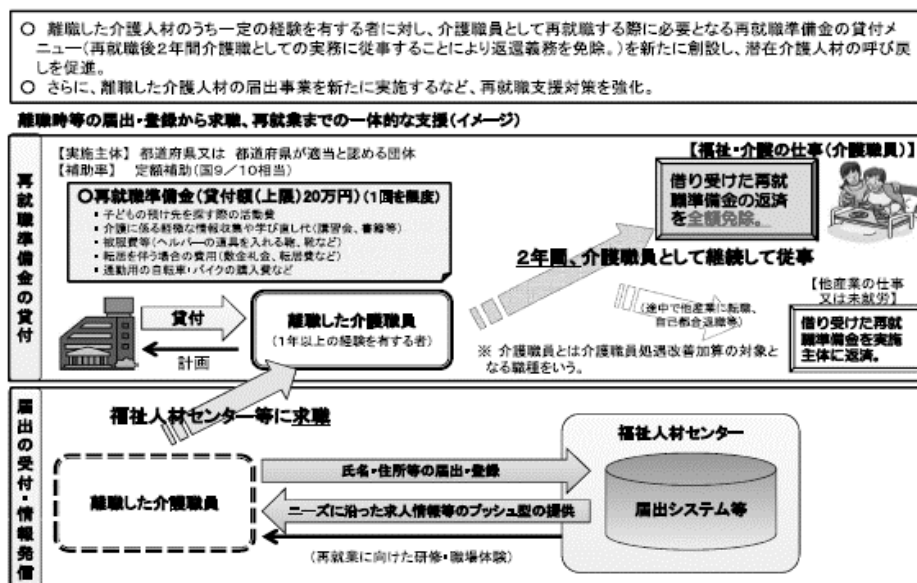 ○ 離職した介護人材のうち一定の経験を有する者に対し、介護職員として再就職する際に必要となる再就職準備金の貸付メ
ニュー(再就職後2年間介護職としての実務に従事することにより返還義務を免除。)を新たに創設し、潜在介護人材の呼び戻
しを促進。
○ さらに、離職した介護人材の届出事業を新たに実施するなど、再就職支援対策を強化。
離職時等の届出・登録から求職、再就業までの一体的な支援(イメージ)
再就職準備金の貸付
【実施主体】 都道府県又は 都道府県が適当と認める団体
【補助率】 定額補助(国9/10相当)
○再就職準備金(貸付額(上限)20万円)(1回を限度)
・子どもの預け先を探す際の活動費
・介護に係る軽微な情報収集や学び直し代(講習会、書籍等)
・被服費等(ヘルパーの道具を入れる鞄、靴など)
・転居を伴う場合の費用(敷金礼金、転居費など)
・通勤用の自転車・バイクの購入費など
貸付
計画
離職した介護職員
(1年以上の経験を有する者)
【福祉・介護の仕事(介護職員)】
借り受けた再就
職準備金の返済
を全額免除。
2年間、介護職員として継続して従事
(途中で他産業に転職、
自己都合退職等)
【他産業の仕事
又は未就労】
借り受けた再就
職準備金を実施
主体に返済。
※ 介護職員とは介護職員処遇改善加算の対象と
なる職種をいう。
届出の受付・情報発信
福祉人材センター等に求職
離職した介護職員
氏名・住所等の届出・登録
ニーズに沿った求人情報等のプッシュ型の提供
(再就業に向けた研修・職場体験)
福祉人材センター
届出システム等